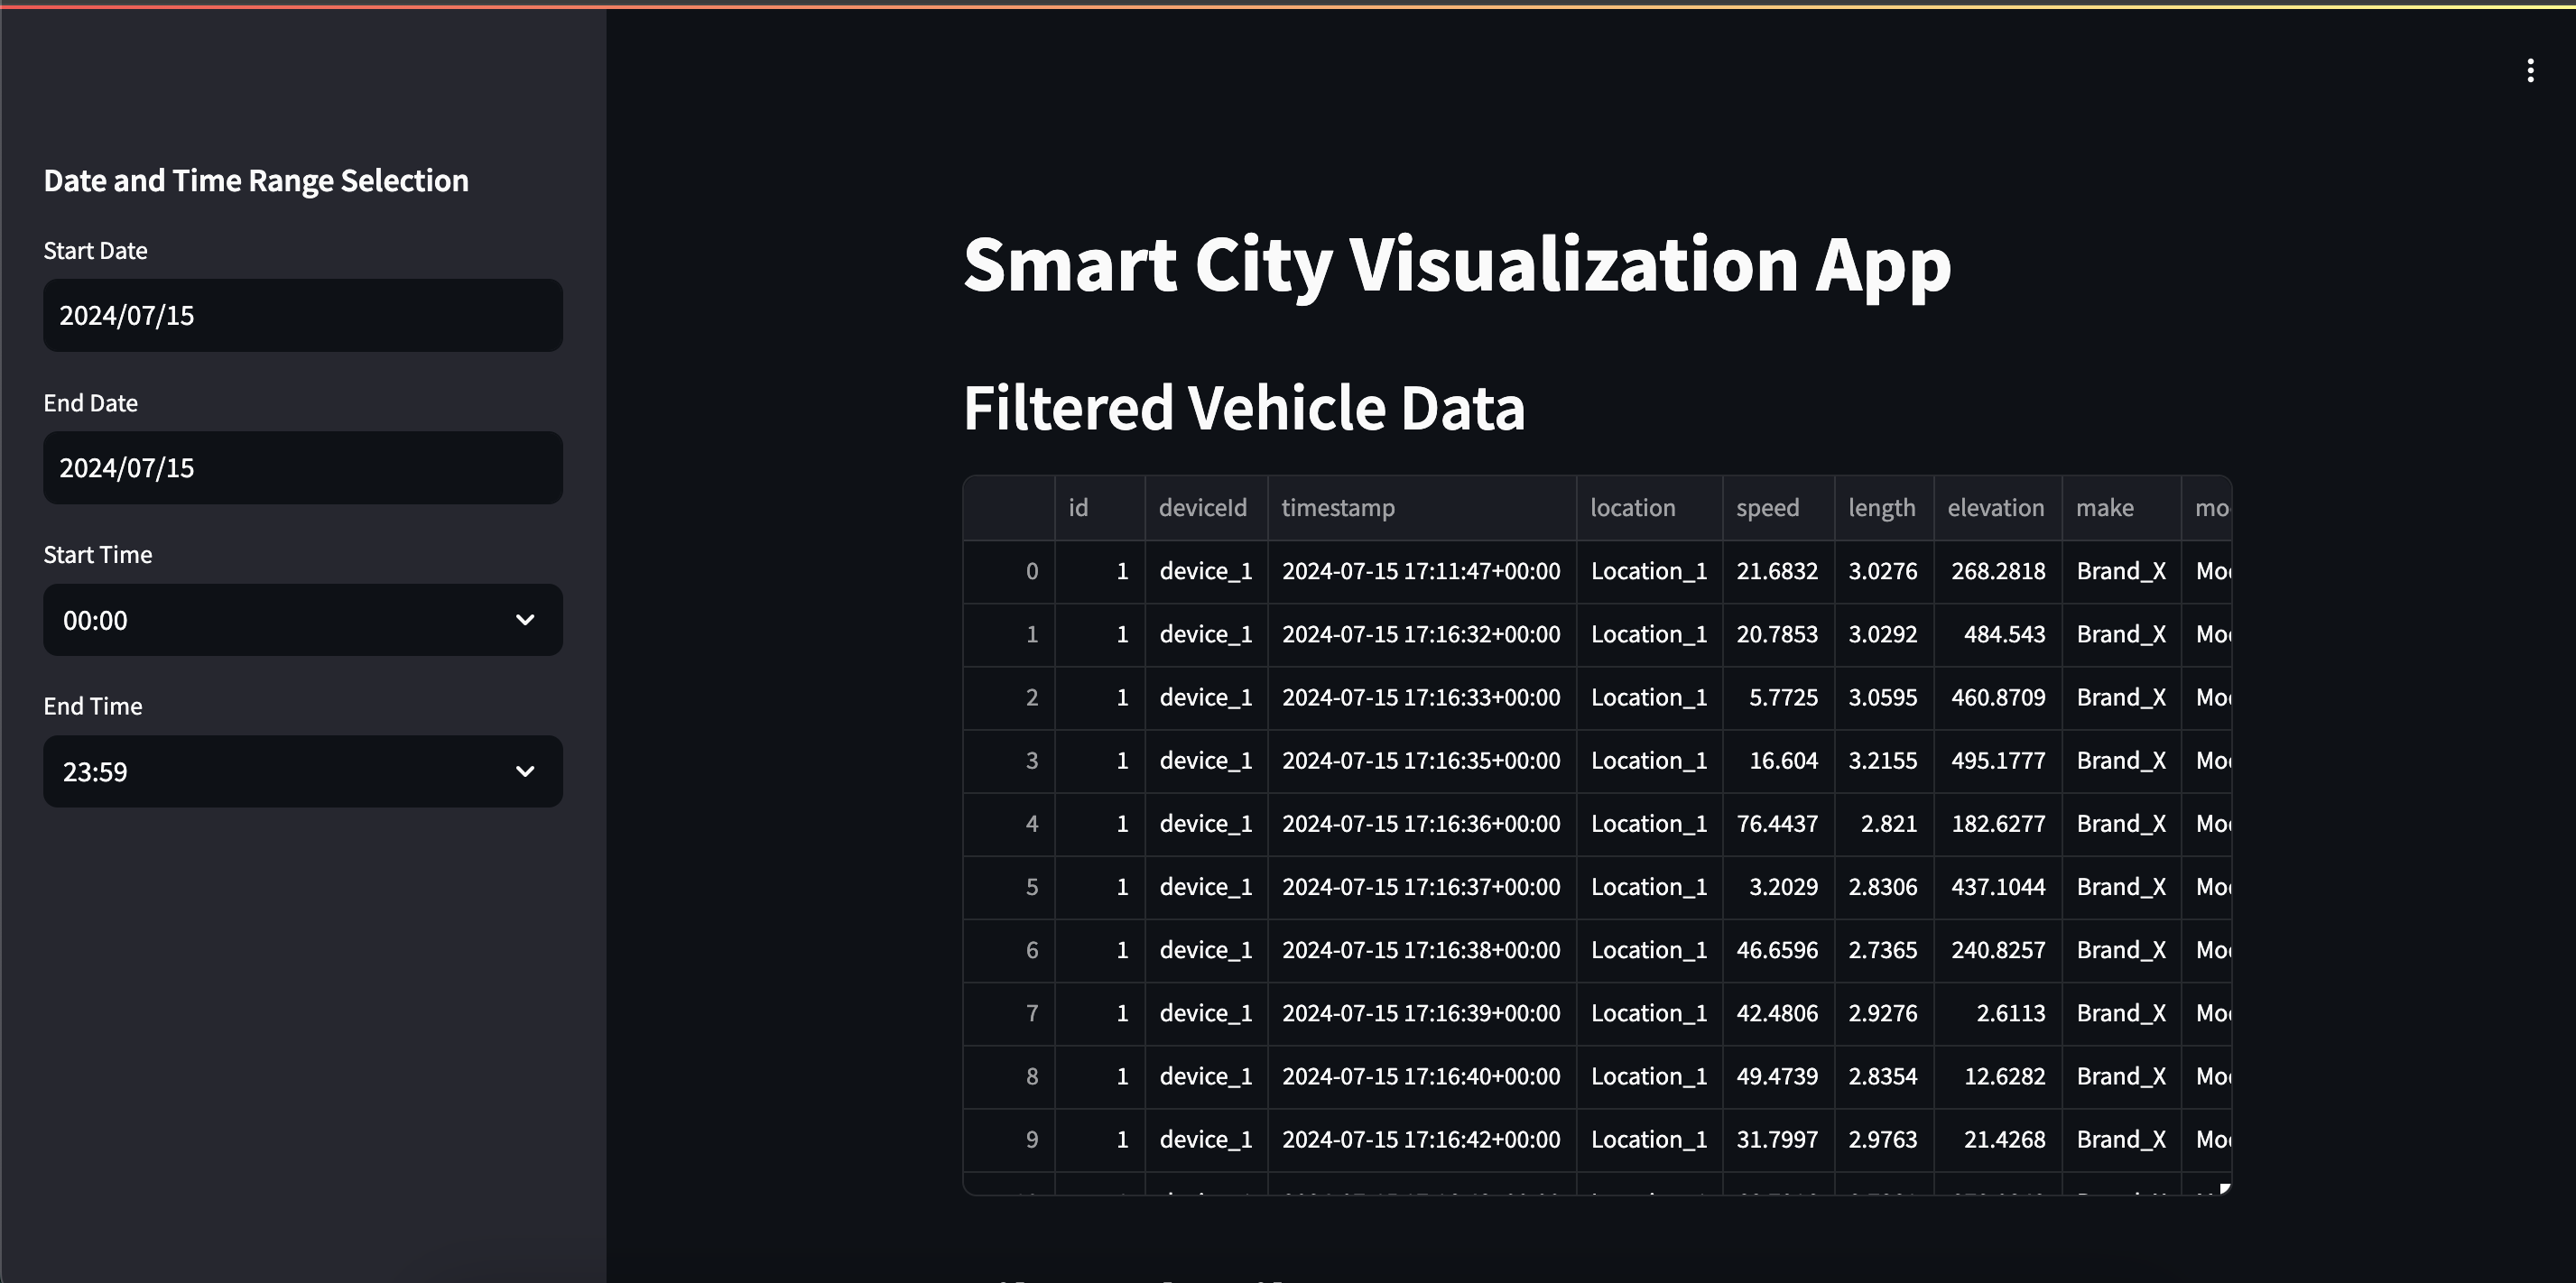 Date and Time Range Selection
Start Date
2024/07/15
End Date
2024/07/15
Start Time
00:00
End Time
23:59
Smart City Visualization App
Filtered Vehicle Data
id deviceId timestamp location speed length elevation make mo
0 1 device_1 2024-07-15 17:11:47+00:00 Location_1 21.6832 3.0276 268.2818 Brand_X Mo
1 1 device_1 2024-07-15 17:16:32+00:00 Location_1 20.7853 3.0292 484.543 Brand_X Mo
2 1 device_1 2024-07-15 17:16:33+00:00 Location_1 5.7725 3.0595 460.8709 Brand_X Mo
3 1 device_1 2024-07-15 17:16:35+00:00 Location_1 16.604 3.2155 495.1777 Brand_X Mo
4 1 device_1 2024-07-15 17:16:36+00:00 Location_1 76.4437 2.821 182.6277 Brand_X Mo
5 1 device_1 2024-07-15 17:16:37+00:00 Location_1 3.2029 2.8306 437.1044 Brand_X Mo
6 1 device_1 2024-07-15 17:16:38+00:00 Location_1 46.6596 2.7365 240.8257 Brand_X Mo
7 1 device_1 2024-07-15 17:16:39+00:00 Location_1 42.4806 2.9276 2.6113 Brand_X Mo
8 1 device_1 2024-07-15 17:16:40+00:00 Location_1 49.4739 2.8354 12.6282 Brand_X Mo
9 1 device_1 2024-07-15 17:16:42+00:00 Location_1 31.7997 2.9763 21.4268 Brand_X Mo